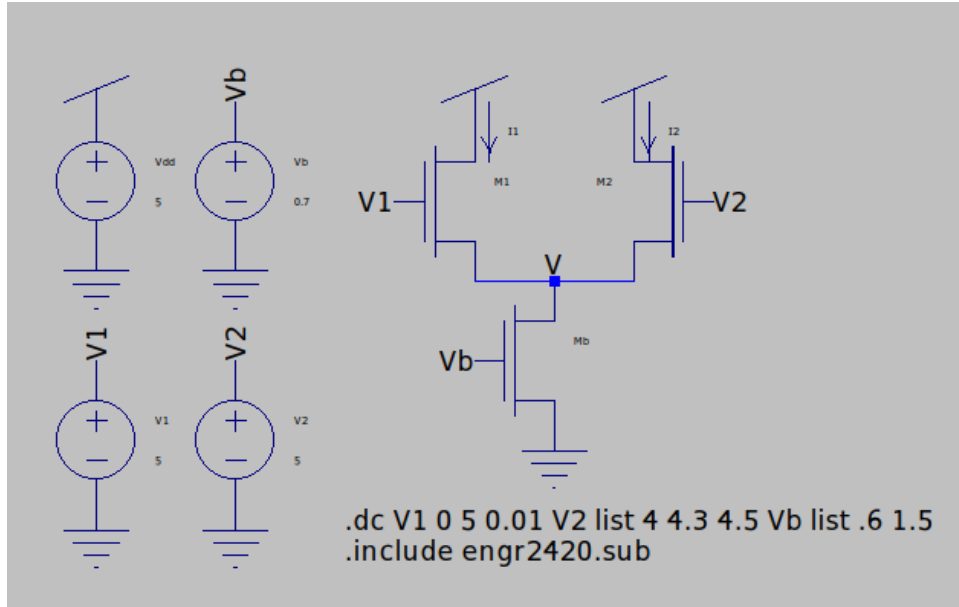 Vb
Vdd
5
Vb
0.7
I1
M1
V1
I2
M2
V2
V
Mb
Vb
V1
V1
5
V2
V2
5
.dc V1 0 5 0.01 V2 list 4 4.3 4.5 Vb list .6 1.5
.include engr2420.sub